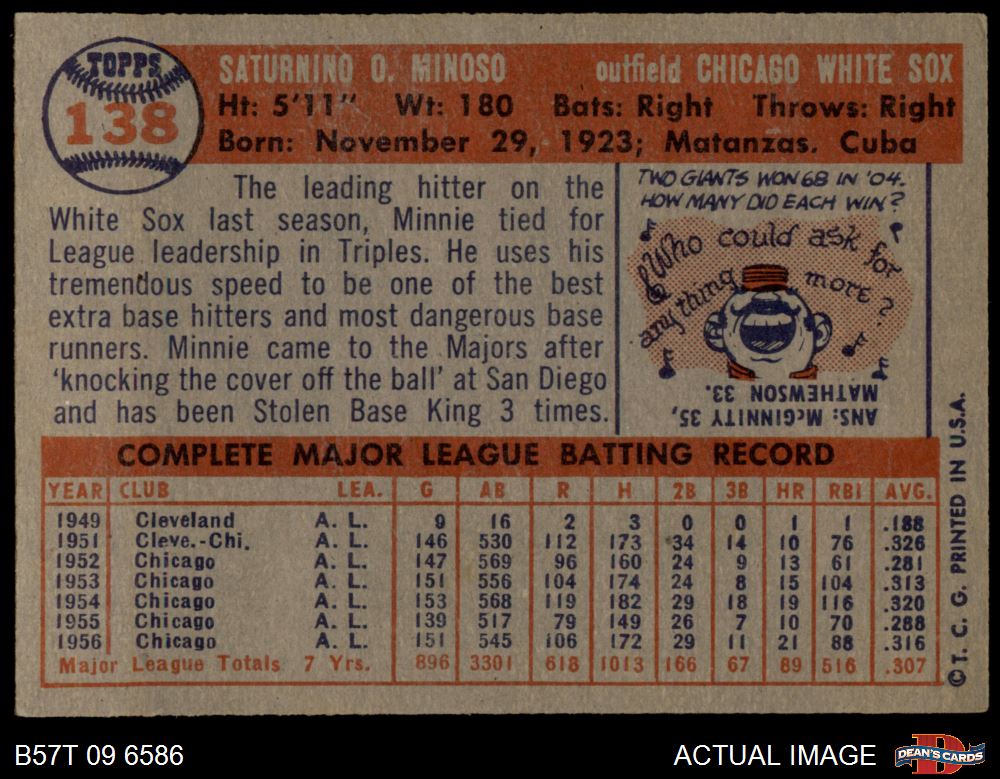 TOPPS
138
SATURNINO O. MINOSO outfield CHICAGO WHITE SOX
Ht: 5'11" Wt: 180 Bats: Right Throws: Right
Born: November 29, 1923; Matanzas. Cuba
The leading hitter on the
White Sox last season, Minnie tied for
League leadership in Triples. He uses his
tremendous speed to be one of the best
extra base hitters and most dangerous base
runners. Minnie came to the Majors after
'knocking the cover off the ball' at San Diego
and has been Stolen Base King 3 times.
TWO GIANTS WON 68 IN '04.
HOW MANY DID EACH WIN?
Who could ask for
anything more?
ANS: McGINNITY 35,
MATHEWSON 33.
COMPLETE MAJOR LEAGUE BATTING RECORD
YEAR CLUB LEA. G AB R H 2B 3B HR RBI AVG.
1949 Cleveland A. L. 9 16 2 3 0 0 1 1 .188
1951 Cleve.-Chi. A. L. 146 530 112 173 34 14 10 76 .326
1952 Chicago A. L. 147 569 96 160 24 9 13 61 .281
1953 Chicago A. L. 151 556 104 174 24 8 15 104 .313
1954 Chicago A. L. 153 568 119 182 29 18 19 116 .320
1955 Chicago A. L. 139 517 79 149 26 7 10 70 .288
1956 Chicago A. L. 151 545 106 172 29 11 21 88 .316
Major League Totals 7 Yrs. 896 3301 618 1013 166 67 89 516 .307
© T. C. G. PRINTED IN U.S.A.
B57T 09 6586
ACTUAL IMAGE
D
DEAN'S CARDS